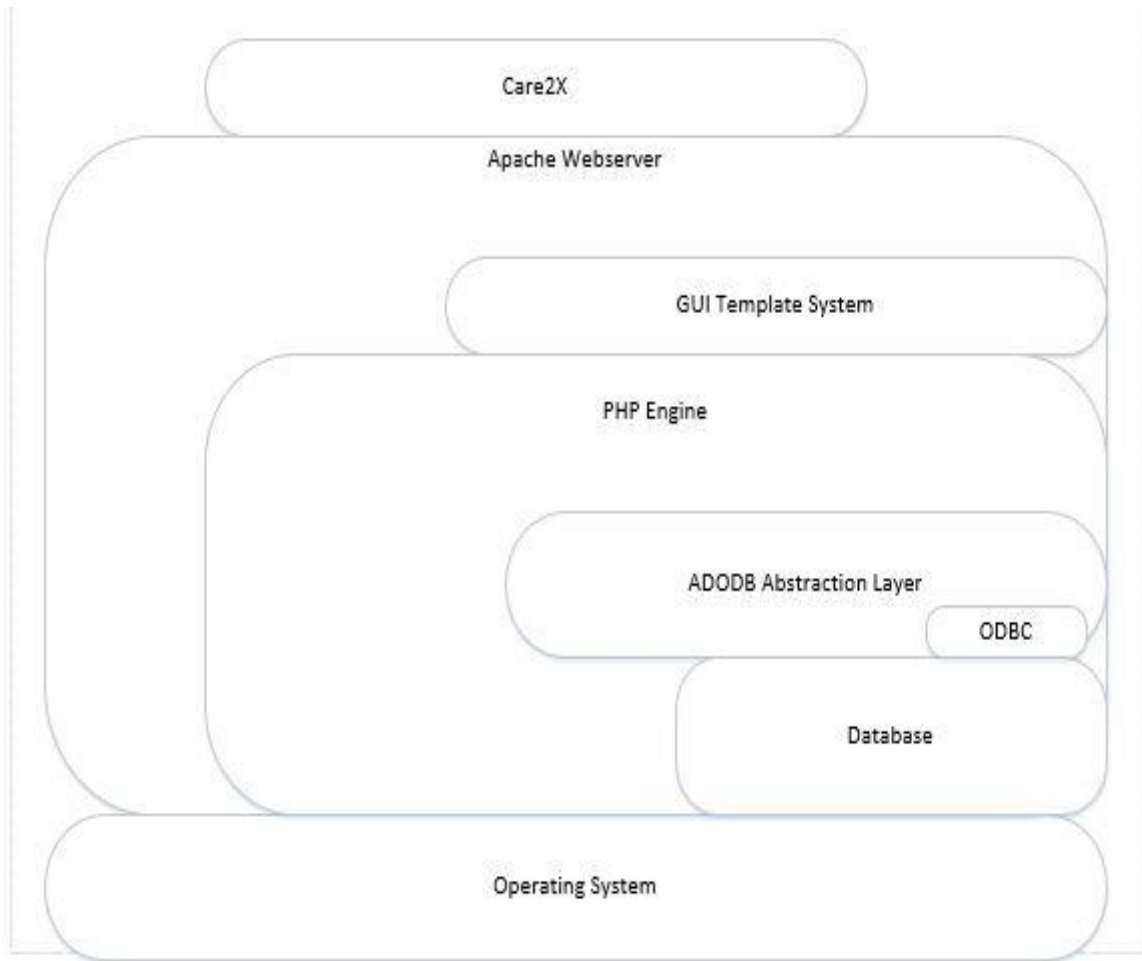 Care2X
Apache Webserver
GUI Template System
PHP Engine
ADODB Abstraction Layer
ODBC
Database
Operating System